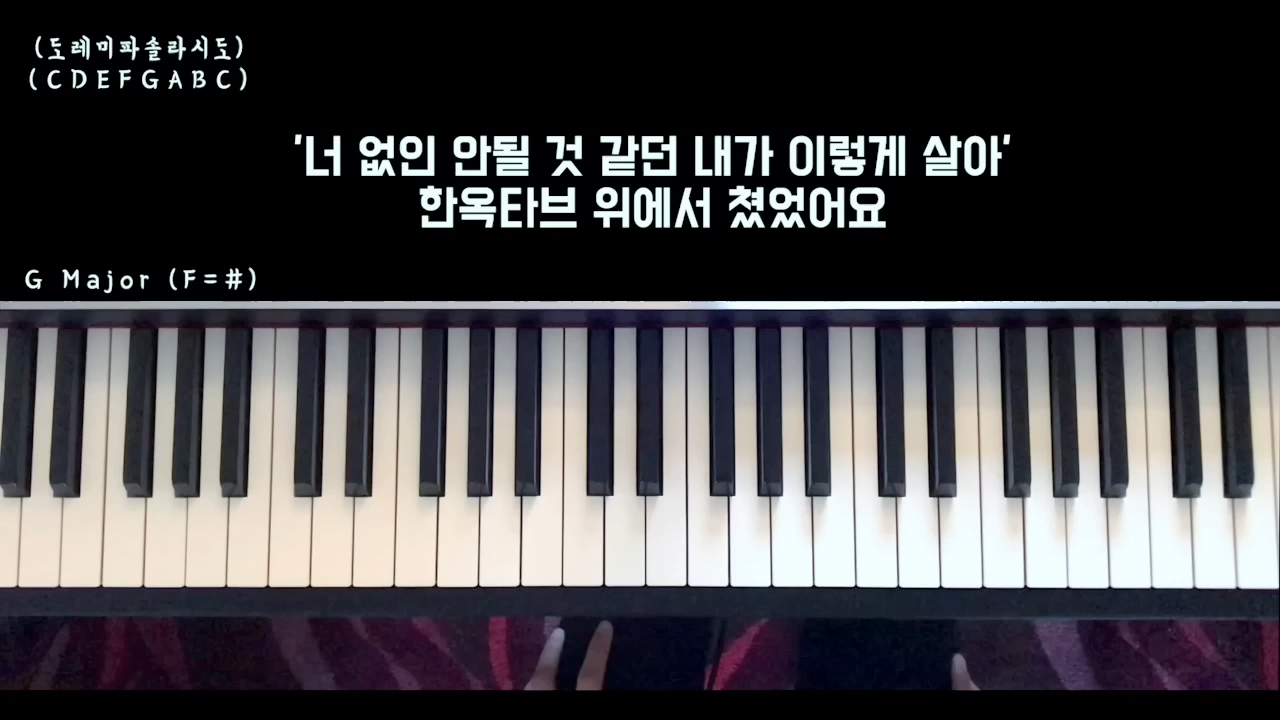 (도레미파솔라시도)
(CDEFGABC)
'너 없인 안될 것 같던 내가 이렇게 살아'
한옥타브 위에서 쳤었어요
G Major (F=#)